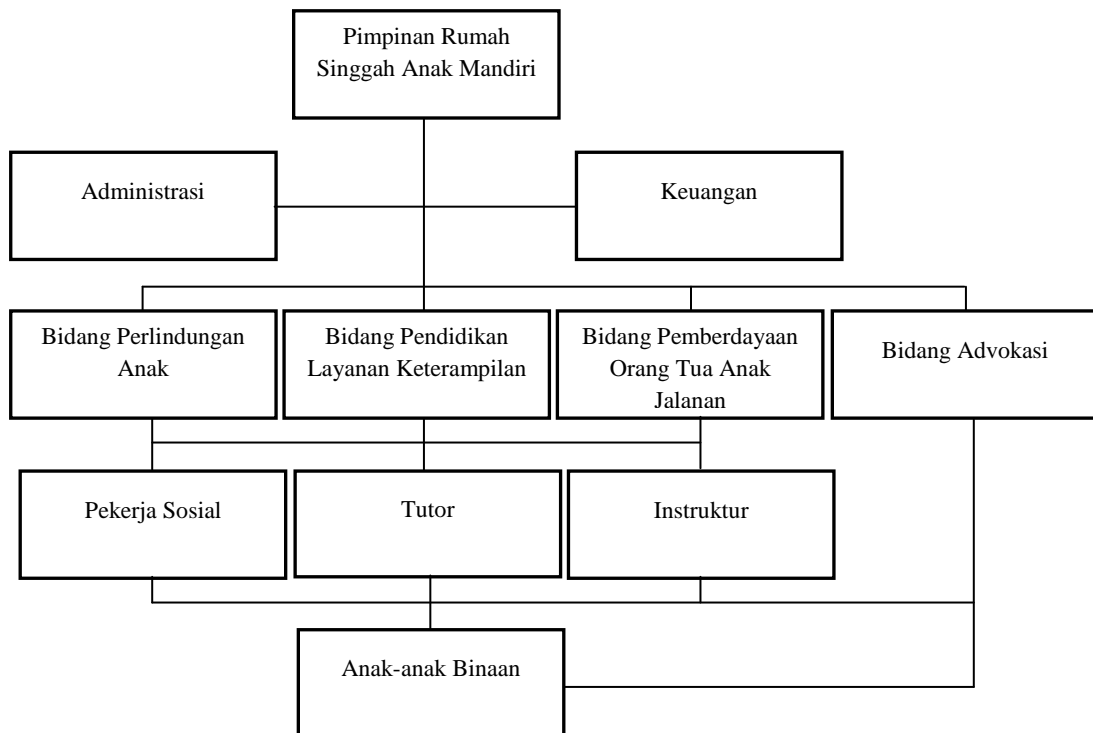 Pimpinan Rumah
Singgah Anak Mandiri
Administrasi
Keuangan
Bidang Perlindungan
Anak
Bidang Pendidikan
Layanan Keterampilan
Bidang Pemberdayaan
Orang Tua Anak
Jalanan
Bidang Advokasi
Pekerja Sosial
Tutor
Instruktur
Anak-anak Binaan